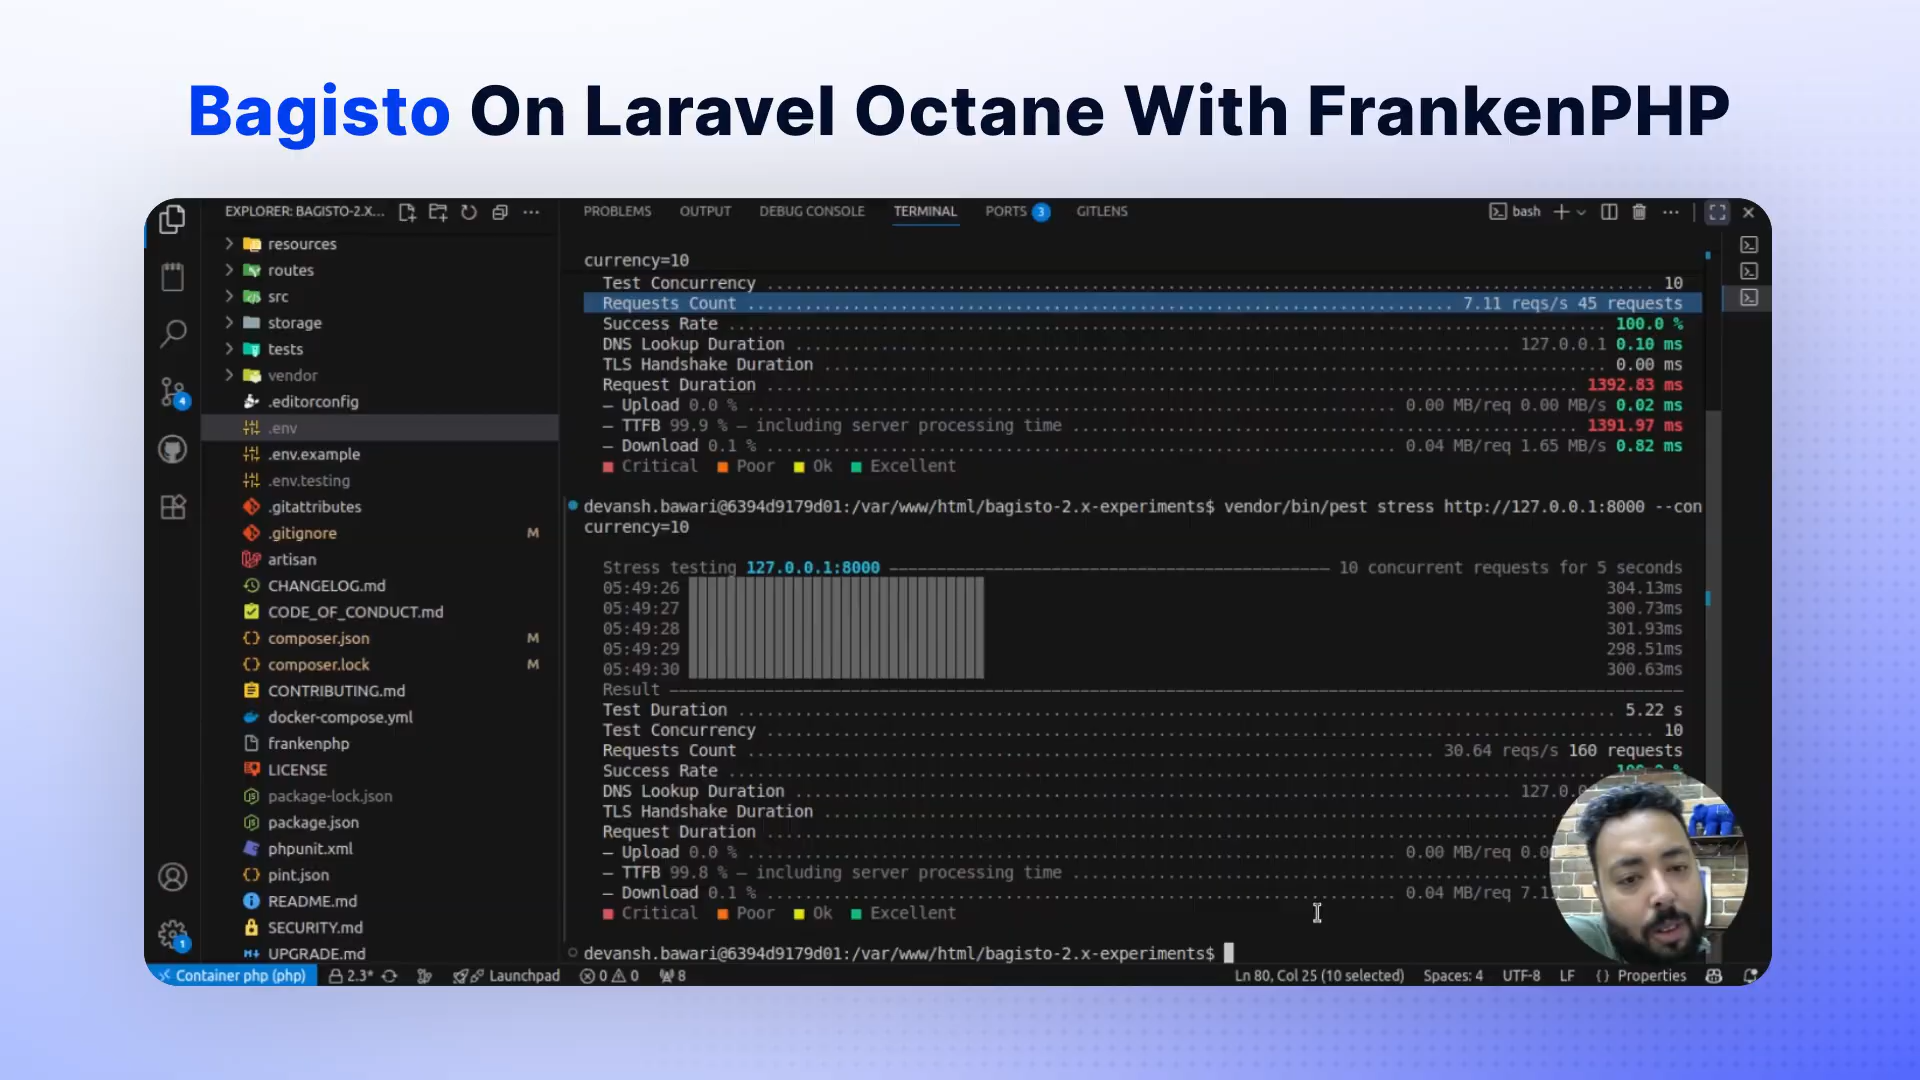 Bagisto On Laravel Octane With FrankenPHP
EXPLORER: BAGISTO-2.X...
resources
routes
src
storage
tests
vendor
.editorconfig
.env
.env.example
.env.testing
.gitattributes
.gitignore M
artisan
CHANGELOG.md
CODE_OF_CONDUCT.md
composer.json M
composer.lock M
CONTRIBUTING.md
docker-compose.yml
frankenphp
LICENSE
package-lock.json
package.json
phpunit.xml
pint.json
README.md
SECURITY.md
UPGRADE.md
4
1
PROBLEMS OUTPUT DEBUG CONSOLE TERMINAL PORTS 3 GITLENS
bash
currency=10
Test Concurrency 10
Requests Count 7.11 reqs/s 45 requests
Success Rate 100.0 %
DNS Lookup Duration 127.0.0.1 0.10 ms
TLS Handshake Duration 0.00 ms
Request Duration 1392.83 ms
— Upload 0.0 % 0.00 MB/req 0.00 MB/s 0.02 ms
— TTFB 99.9 % — including server processing time 1391.97 ms
— Download 0.1 % 0.04 MB/req 1.65 MB/s 0.82 ms
Critical Poor Ok Excellent
devansh.bawari@6394d9179d01:/var/www/html/bagisto-2.x-experiments$ vendor/bin/pest stress http://127.0.0.1:8000 --con
currency=10
Stress testing 127.0.0.1:8000 10 concurrent requests for 5 seconds
05:49:26 304.13ms
05:49:27 300.73ms
05:49:28 301.93ms
05:49:29 298.51ms
05:49:30 300.63ms
Result
Test Duration 5.22 s
Test Concurrency 10
Requests Count 30.64 reqs/s 160 requests
Success Rate
DNS Lookup Duration 127.0.0
TLS Handshake Duration
Request Duration
— Upload 0.0 % 0.00 MB/req
— TTFB 99.8 % — including server processing time
— Download 0.1 % 0.04 MB/req
Critical Poor Ok Excellent
devansh.bawari@6394d9179d01:/var/www/html/bagisto-2.x-experiments$
Container php (php) 2.3* Launchpad 0 0 8 Ln 80, Col 25 (10 selected) Spaces: 4 UTF-8 LF {} Properties